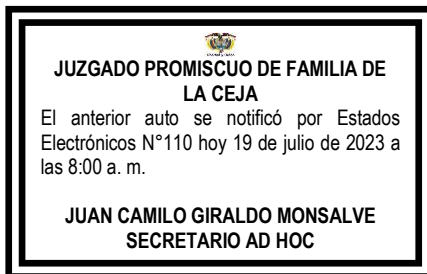 JUZGADO PROMISCUO DE FAMILIA DE
LA CEJA
El anterior auto se notificó por Estados
Electrónicos N°110 hoy 19 de julio de 2023 a
las 8:00 a. m.
JUAN CAMILO GIRALDO MONSALVE
SECRETARIO AD HOC